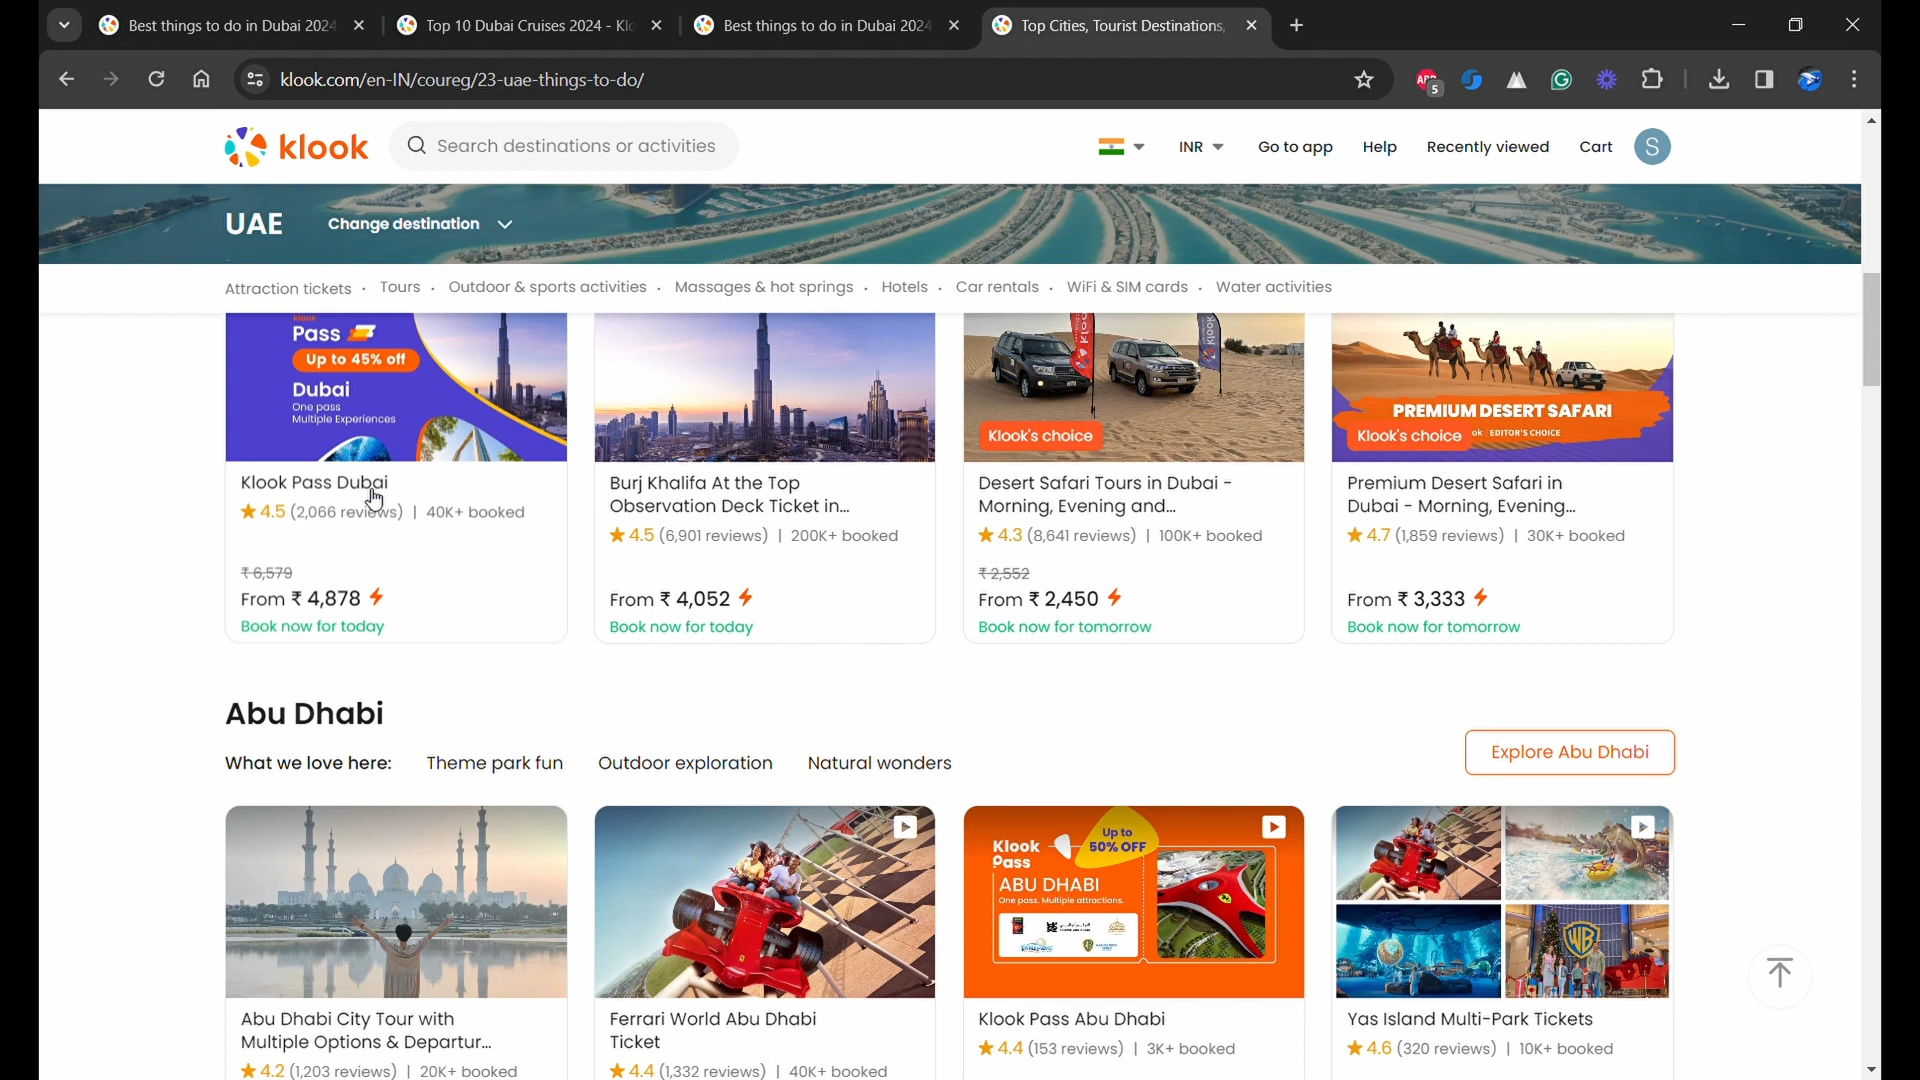 Best things to do in Dubai 2024
Top 10 Dubai Cruises 2024 - Klo
Best things to do in Dubai 2024
Top Cities, Tourist Destinations,
klook.com/en-IN/coureg/23-uae-things-to-do/
5
klook
Search destinations or activities
INR
Go to app
Help
Recently viewed
Cart
S
UAE
Change destination
Attraction tickets · Tours · Outdoor & sports activities · Massages & hot springs · Hotels · Car rentals · WiFi & SIM cards · Water activities
klook
Pass
Up to 45% off
Dubai
One pass
Multiple Experiences
Klook's choice
PREMIUM DESERT SAFARI
Klook's choice
ok | EDITOR'S CHOICE
Klook Pass Dubai
4.5 (2,066 reviews) | 40K+ booked
₹ 6,579
From ₹ 4,878
Book now for today
Burj Khalifa At the Top
Observation Deck Ticket in...
4.5 (6,901 reviews) | 200K+ booked
From ₹ 4,052
Book now for today
Desert Safari Tours in Dubai -
Morning, Evening and...
4.3 (8,641 reviews) | 100K+ booked
₹ 2,552
From ₹ 2,450
Book now for tomorrow
Premium Desert Safari in
Dubai - Morning, Evening...
4.7 (1,859 reviews) | 30K+ booked
From ₹ 3,333
Book now for tomorrow
Abu Dhabi
What we love here: Theme park fun Outdoor exploration Natural wonders
Explore Abu Dhabi
Klook
Pass
Up to
50% OFF
ABU DHABI
One pass. Multiple attractions.
WB
Abu Dhabi City Tour with
Multiple Options & Departur...
4.2 (1,203 reviews) | 20K+ booked
Ferrari World Abu Dhabi
Ticket
4.4 (1,332 reviews) | 40K+ booked
Klook Pass Abu Dhabi
4.4 (153 reviews) | 3K+ booked
Yas Island Multi-Park Tickets
4.6 (320 reviews) | 10K+ booked